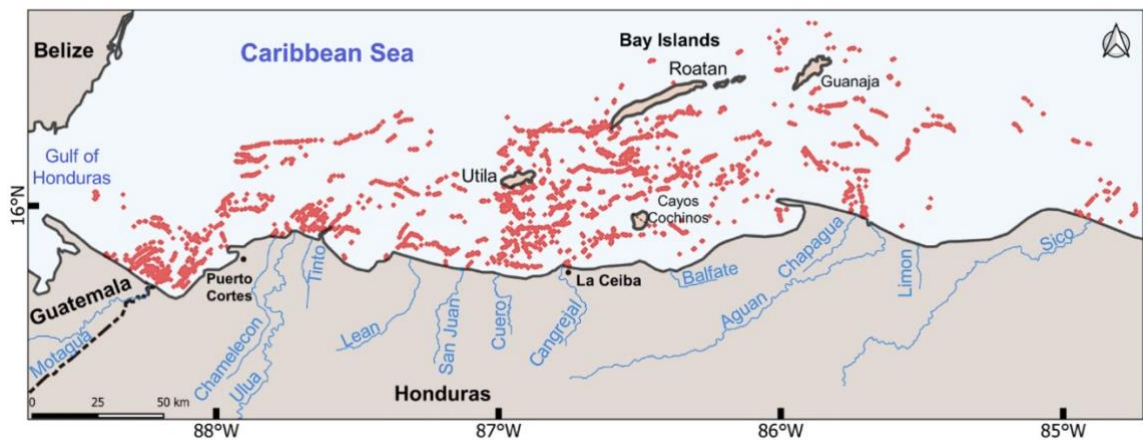 Belize
Caribbean Sea
Bay Islands
Roatan
Guanaja
Gulf of
Honduras
Utila
Cayos
Cochinos
16°N
Puerto
Cortes
La Ceiba
Guatemala
Motagua
Chamelecon
Ulua
Tinto
Lean
San Juan
Cuero
Cangrejal
Balfate
Aguan
Chapagua
Limon
Sico
Honduras
0 25 50 km
88°W
87°W
86°W
85°W